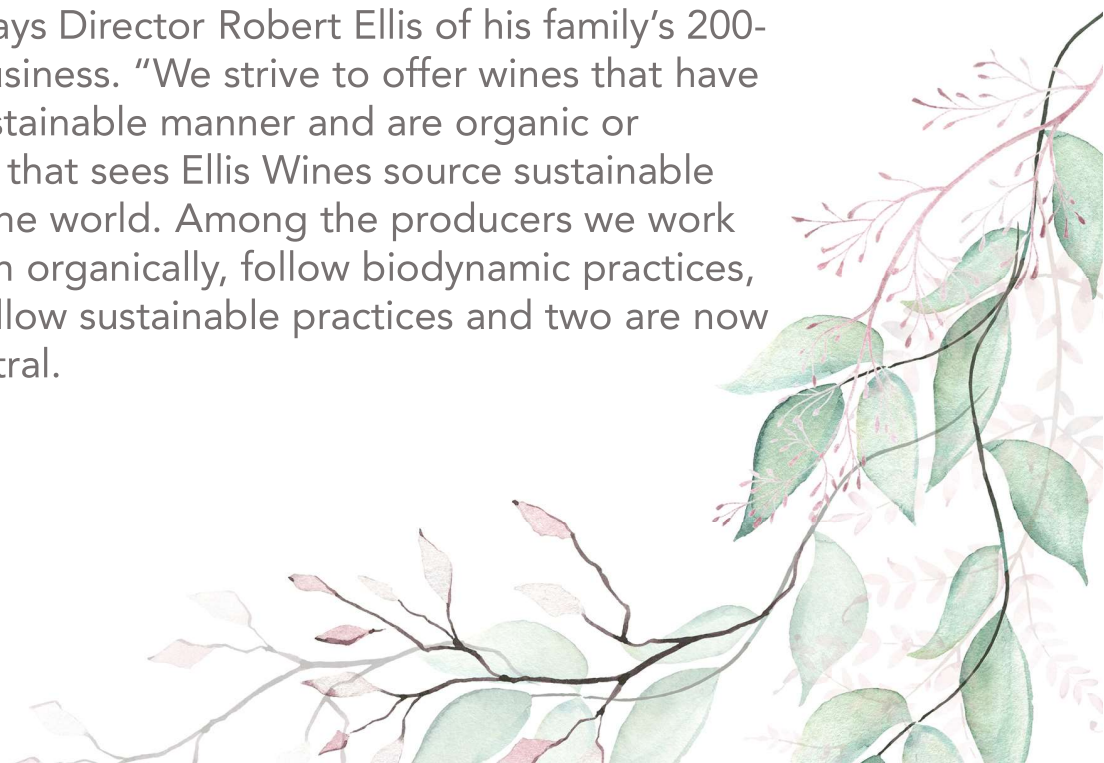 ays Director Robert Ellis of his family’s 200-
usiness. “We strive to offer wines that have
stainable manner and are organic or
that sees Ellis Wines source sustainable
he world. Among the producers we work
n organically, follow biodynamic practices,
llow sustainable practices and two are now
tral.